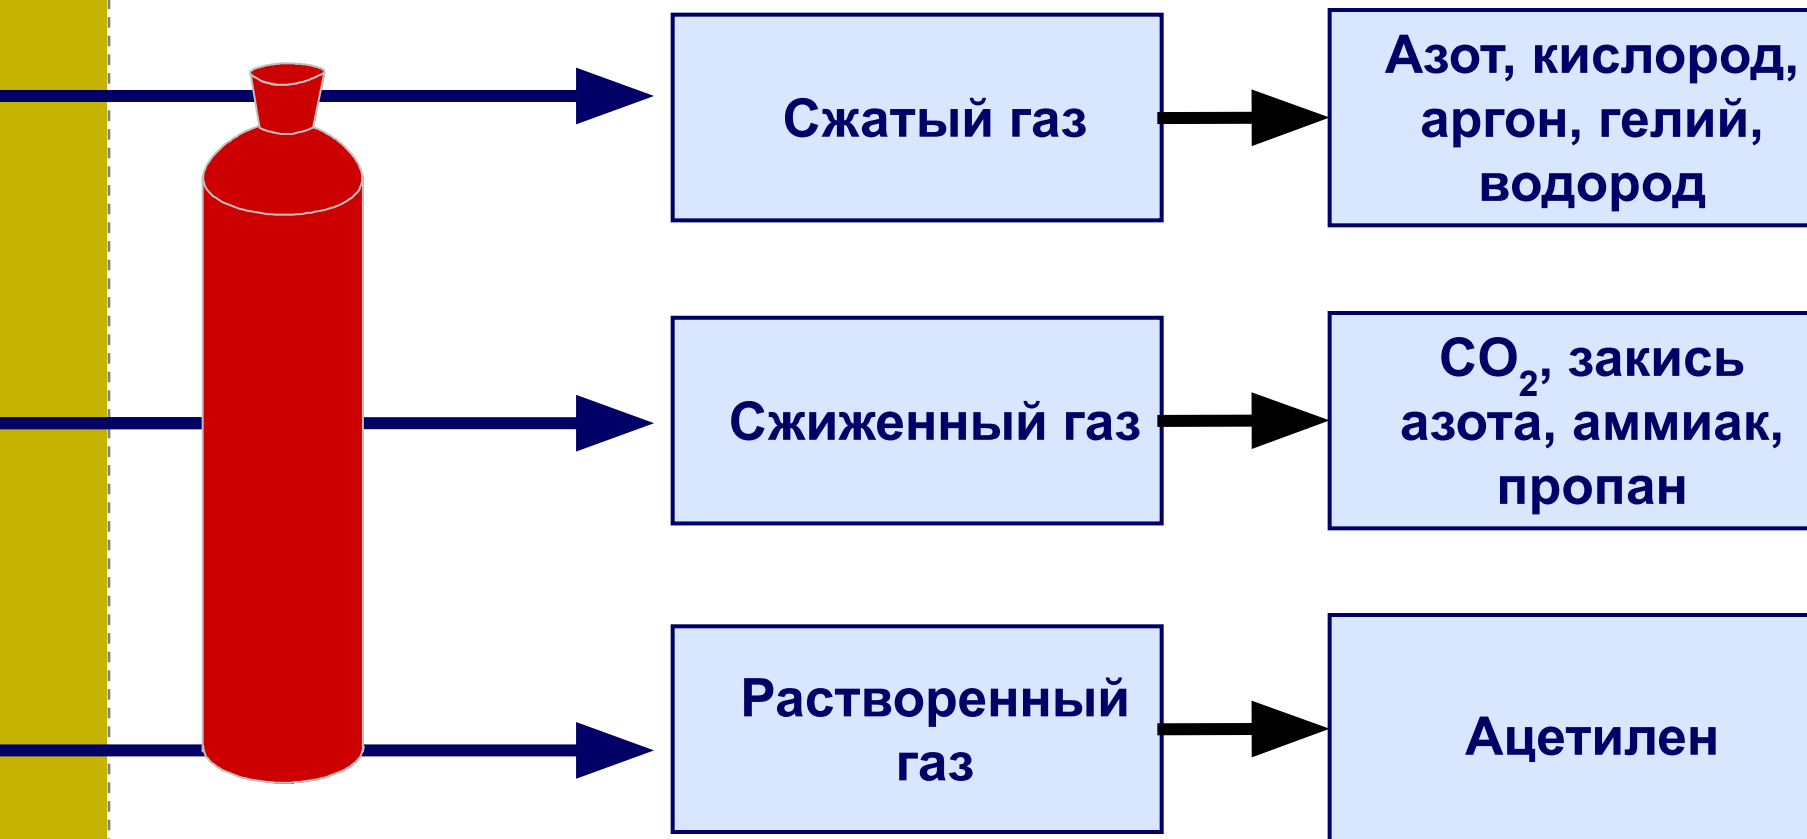 Сжатый газ
Азот, кислород,
аргон, гелий,
водород
Сжиженный газ
CO2, закись
азота, аммиак,
пропан
Растворенный
газ
Ацетилен